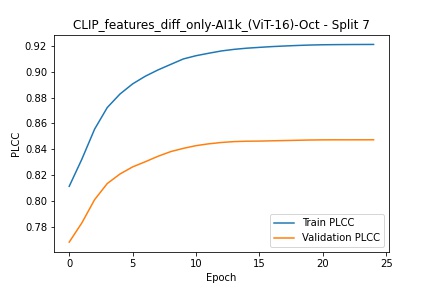 CLIP_features_diff_only-AI1k_(ViT-16)-Oct - Split 7
0.92
0.90
0.88
0.86
0.84
0.82
0.80
0.78
PLCC
Train PLCC
Validation PLCC
0 5 10 15 20 25
Epoch